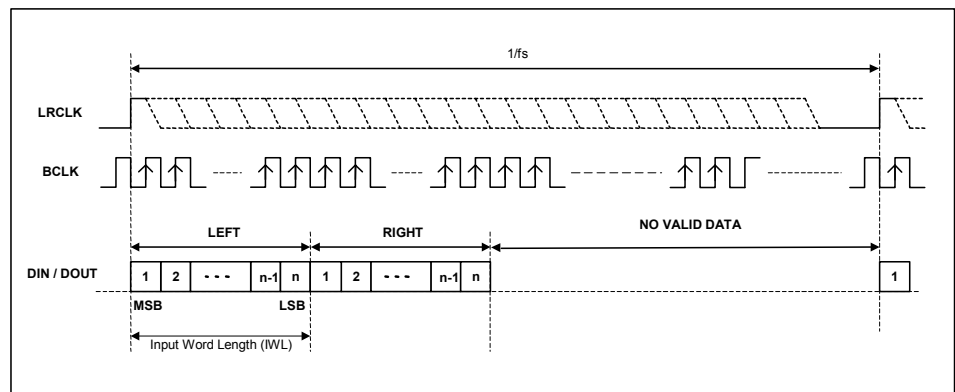 1/fs
LRCLK
BCLK
LEFT
RIGHT
NO VALID DATA
DIN / DOUT
1 2 - - - n-1 n 1 2 - - - n-1 n 1
MSB LSB
Input Word Length (IWL)